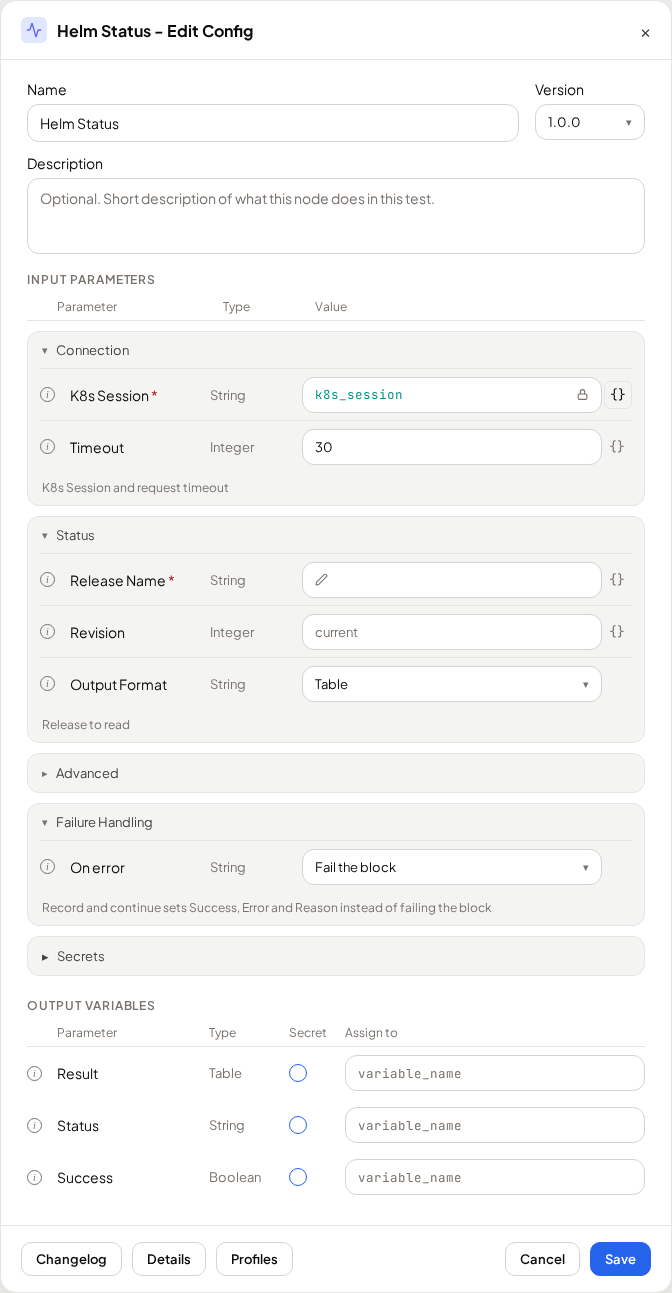 Helm Status - Edit Config
×
Name
Version
Helm Status
1.0.0
Description
Optional. Short description of what this node does in this test.
INPUT PARAMETERS
Parameter Type Value
Connection
K8s Session * String k8s_session {}
Timeout Integer 30 {}
K8s Session and request timeout
Status
Release Name * String {}
Revision Integer current {}
Output Format String Table
Release to read
Advanced
Failure Handling
On error String Fail the block
Record and continue sets Success, Error and Reason instead of failing the block
Secrets
OUTPUT VARIABLES
Parameter Type Secret Assign to
Result Table variable_name
Status String variable_name
Success Boolean variable_name
Changelog Details Profiles Cancel Save